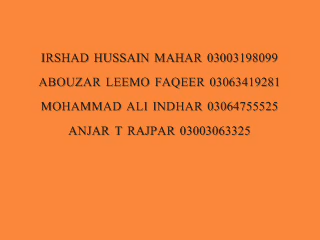 IRSHAD HUSSAIN MAHAR 03003198099
ABOUZAR LEEMO FAQEER 03063419281
MOHAMMAD ALI INDHAR 03064755525
ANJAR T RAJPAR 03003063325